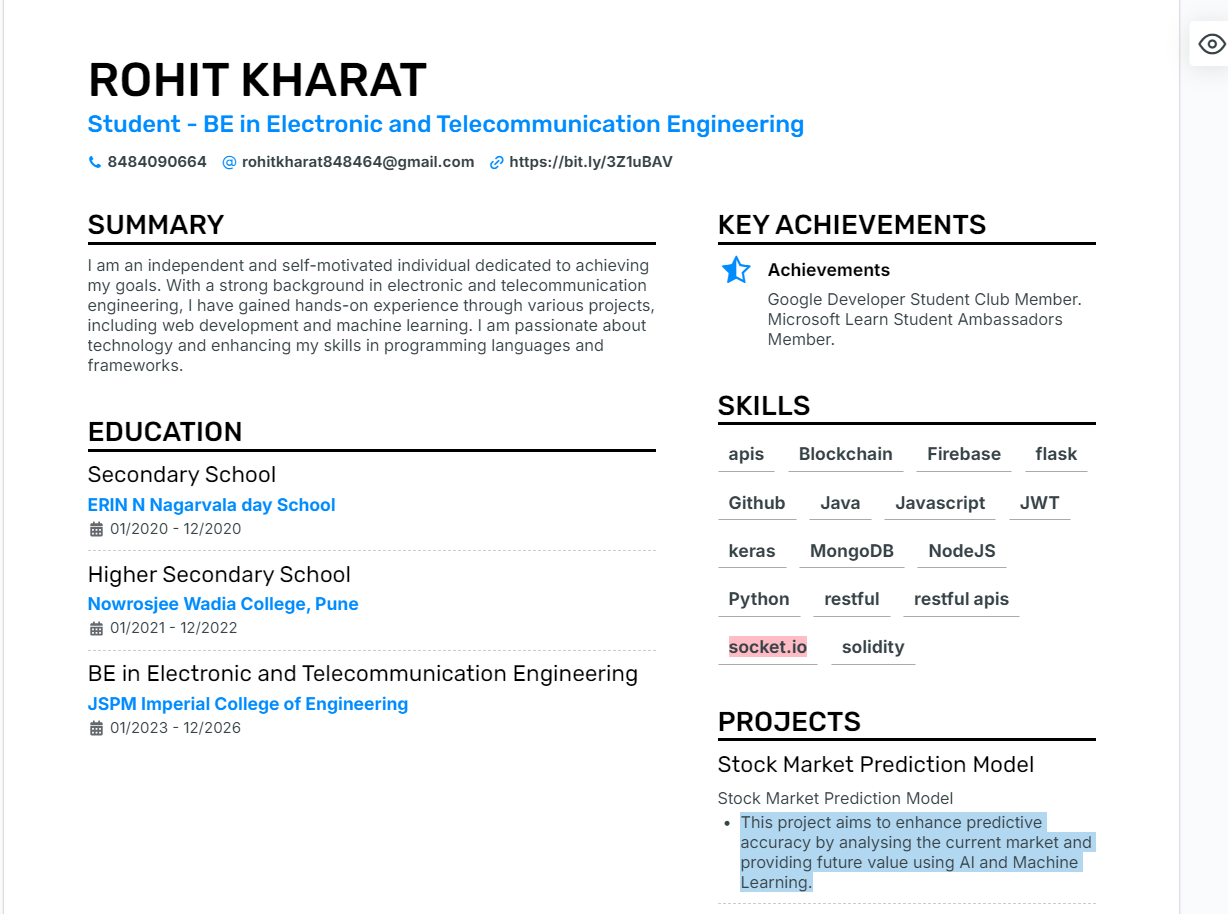 ROHIT KHARAT
Student - BE in Electronic and Telecommunication Engineering
8484090664 @ rohitkharat848464@gmail.com https://bit.ly/3Z1uBAV
SUMMARY
I am an independent and self-motivated individual dedicated to achieving
my goals. With a strong background in electronic and telecommunication
engineering, I have gained hands-on experience through various projects,
including web development and machine learning. I am passionate about
technology and enhancing my skills in programming languages and
frameworks.
EDUCATION
Secondary School
ERIN N Nagarvala day School
01/2020 - 12/2020
Higher Secondary School
Nowrosjee Wadia College, Pune
01/2021 - 12/2022
BE in Electronic and Telecommunication Engineering
JSPM Imperial College of Engineering
01/2023 - 12/2026
KEY ACHIEVEMENTS
Achievements
Google Developer Student Club Member.
Microsoft Learn Student Ambassadors
Member.
SKILLS
apis Blockchain Firebase flask
Github Java Javascript JWT
keras MongoDB NodeJS
Python restful restful apis
socket.io solidity
PROJECTS
Stock Market Prediction Model
Stock Market Prediction Model
• This project aims to enhance predictive
accuracy by analysing the current market and
providing future value using AI and Machine
Learning.